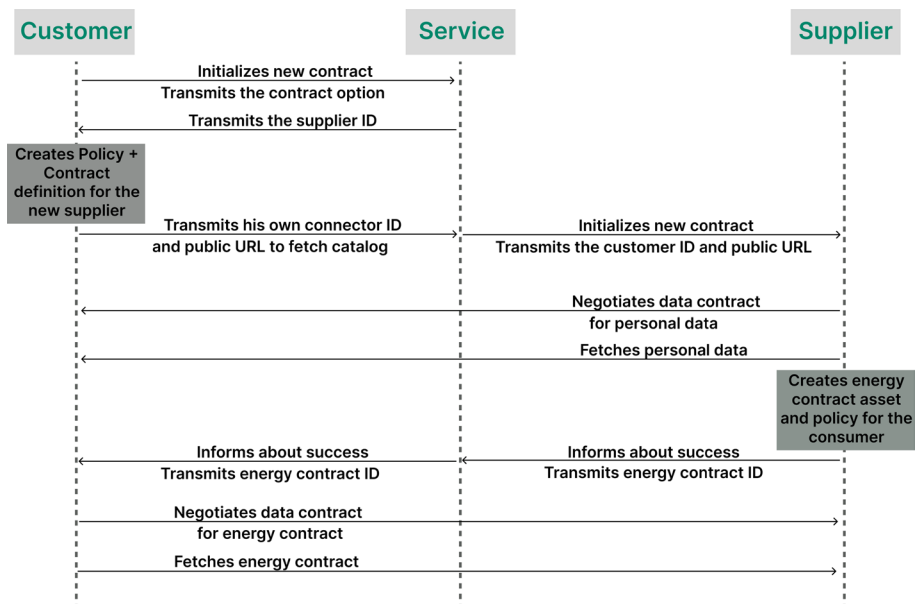 Customer
Service
Supplier
Initializes new contract
Transmits the contract option
Transmits the supplier ID
Creates Policy +
Contract
definition for the
new supplier
Transmits his own connector ID
and public URL to fetch catalog
Initializes new contract
Transmits the customer ID and public URL
Negotiates data contract
for personal data
Fetches personal data
Creates energy
contract asset
and policy for the
consumer
Informs about success
Transmits energy contract ID
Informs about success
Transmits energy contract ID
Negotiates data contract
for energy contract
Fetches energy contract